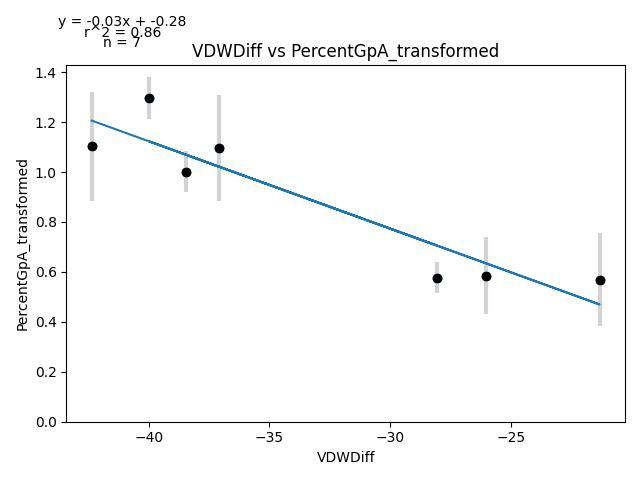 y = -0.03x + -0.28
r^2 = 0.86
n = 7
VDWDiff vs PercentGpA_transformed
PercentGpA_transformed
1.4
1.2
1.0
0.8
0.6
0.4
0.2
0.0
−40
−35
−30
−25
VDWDiff